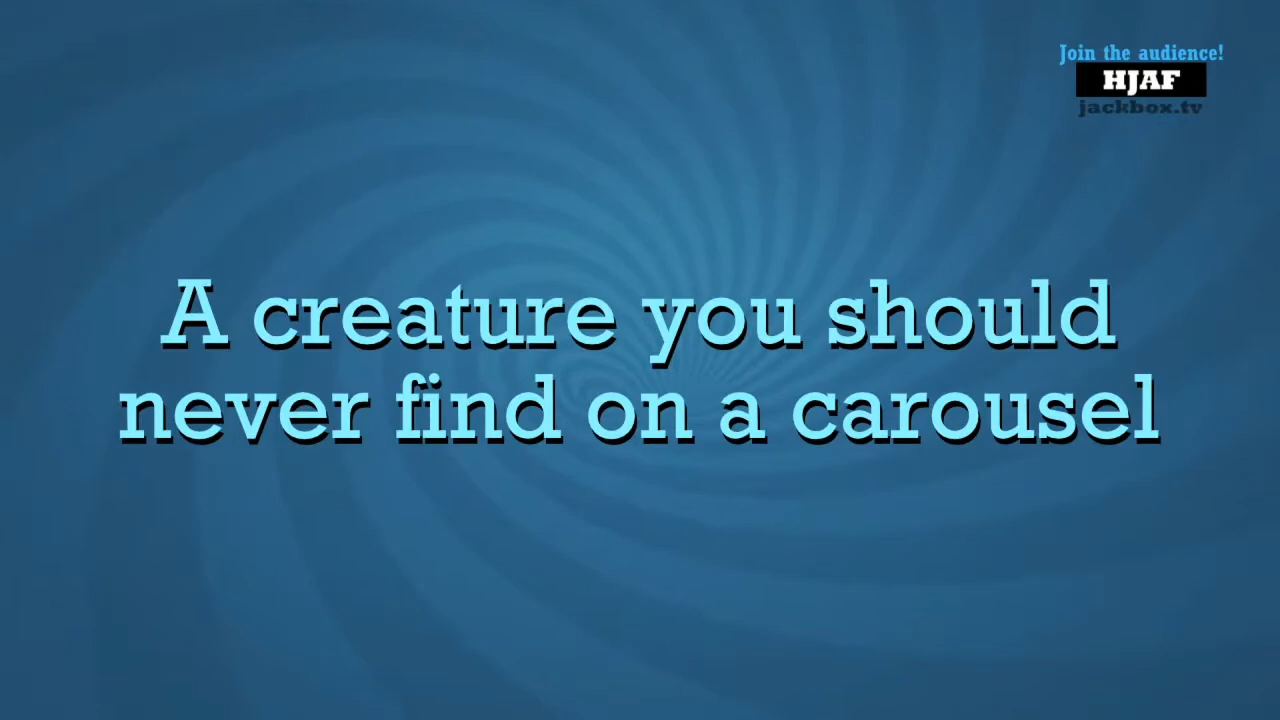 Join the audience!
HJAF
jackbox.tv
A creature you should
never find on a carousel